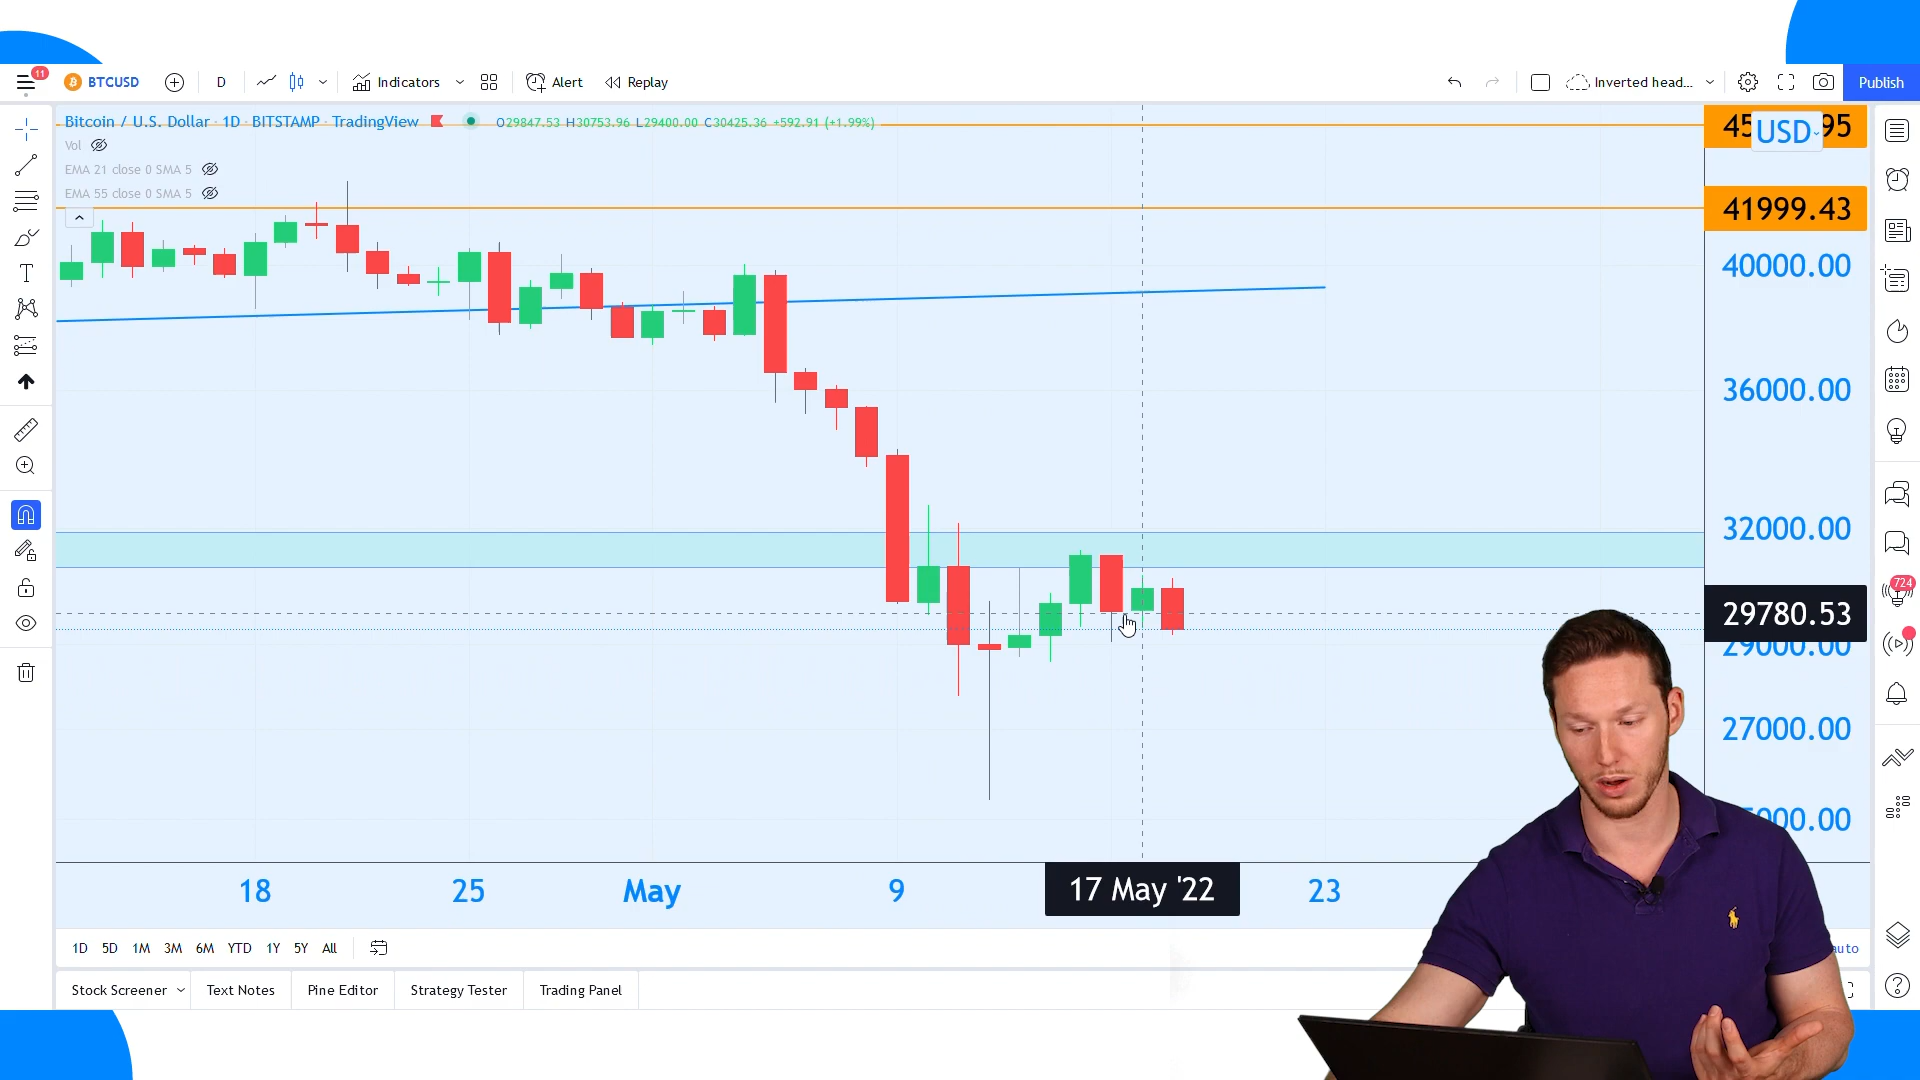 11
BTCUSD
D
Indicators
Alert
Replay
Inverted head...
Publish
Bitcoin / U.S. Dollar · 1D · BITSTAMP · TradingView
O29847.53 H30753.96 L29400.00 C30425.36 +592.91 (+1.99%)
Vol
EMA 21 close 0 SMA 5
EMA 55 close 0 SMA 5
USD
41999.43
40000.00
36000.00
32000.00
724
29780.53
29000.00
27000.00
18
25
May
9
17 May '22
23
1D
5D
1M
3M
6M
YTD
1Y
5Y
All
auto
Stock Screener
Text Notes
Pine Editor
Strategy Tester
Trading Panel